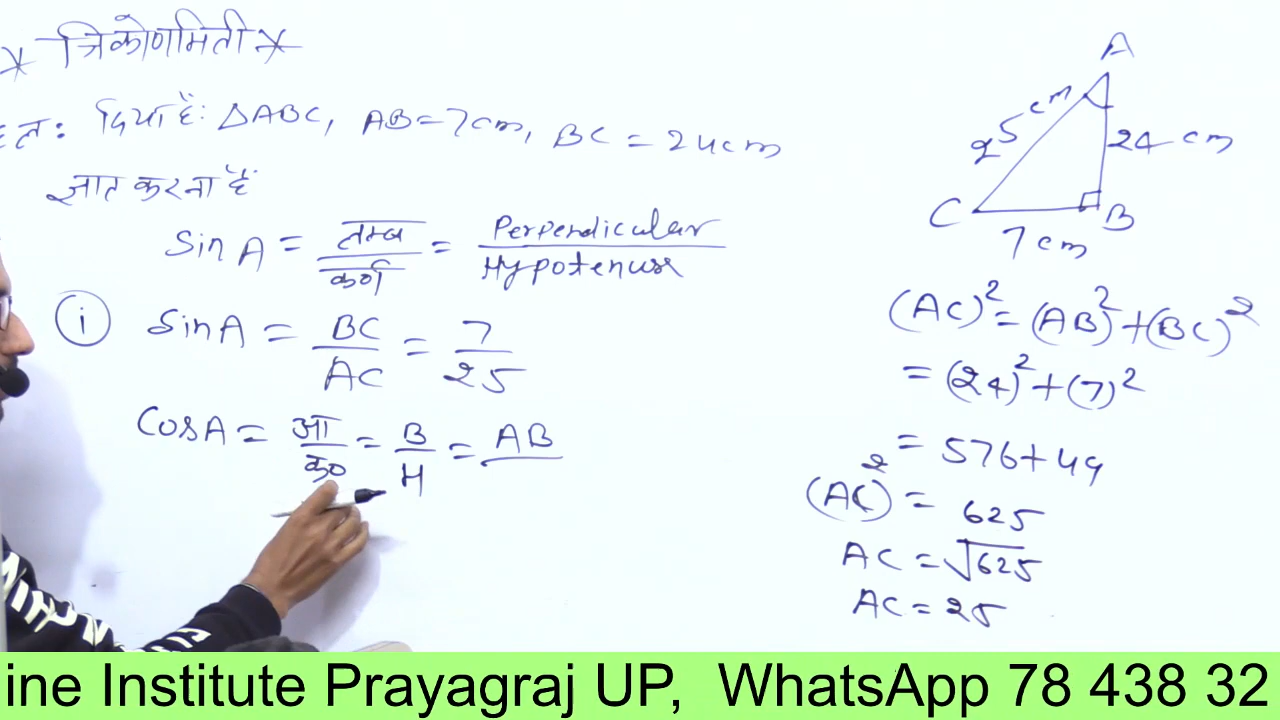 * त्रिकोणमिती *
हल: दिया है: △ABC, AB=7cm, BC = 24cm
ज्ञात करना है
Sin A = लम्ब/कर्ण = Perpendicular/Hypotenuse
(i) Sin A = BC/AC = 7/25
Cos A = आ/क० = B/H = AB
A
25 cm
24 cm
C
B
7 cm
(AC)² = (AB)² + (BC)²
= (24)² + (7)²
= 576 + 49
(AC)² = 625
AC = √625
AC = 25
ine Institute Prayagraj UP, WhatsApp 78 438 32